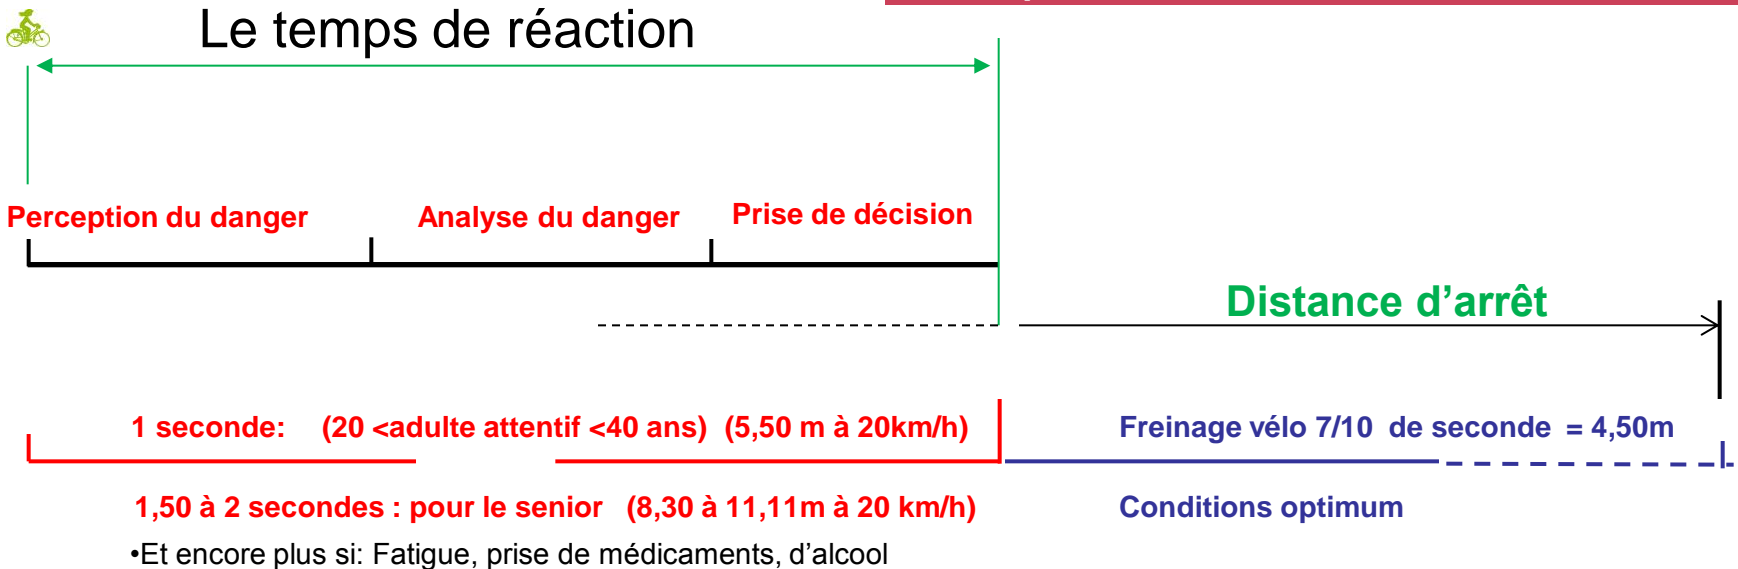 Le temps de réaction
Perception du danger Analyse du danger Prise de décision
Distance d’arrêt
1 seconde: (20 <adulte attentif <40 ans) (5,50 m à 20km/h) Freinage vélo 7/10 de seconde = 4,50m
1,50 à 2 secondes : pour le senior (8,30 à 11,11m à 20 km/h) Conditions optimum
•Et encore plus si: Fatigue, prise de médicaments, d’alcool